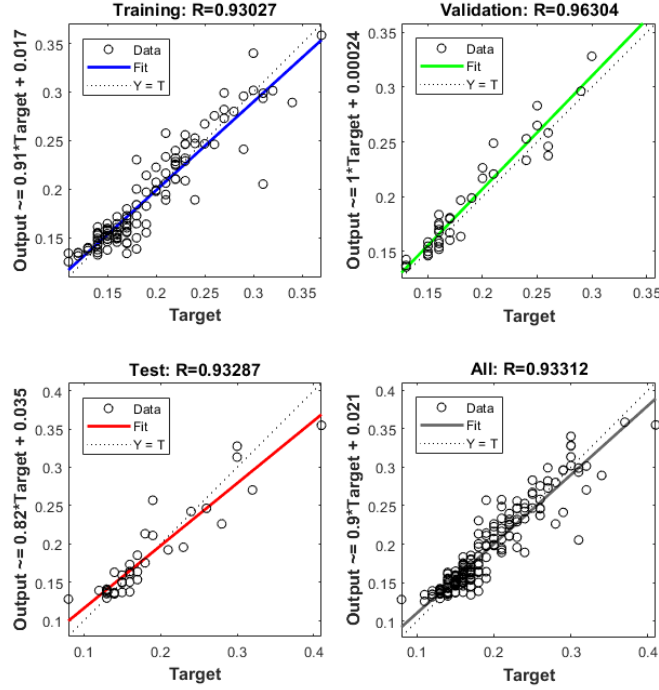 Training: R=0.93027
Output ~= 0.91*Target + 0.017
Data
Fit
Y = T
0.35
0.3
0.25
0.2
0.15
0.15
0.2
0.25
0.3
0.35
Target
Validation: R=0.96304
Output ~= 1*Target + 0.00024
Data
Fit
Y = T
0.35
0.3
0.25
0.2
0.15
0.15
0.2
0.25
0.3
0.35
Target
Test: R=0.93287
Output ~= 0.82*Target + 0.035
Data
Fit
Y = T
0.4
0.35
0.3
0.25
0.2
0.15
0.1
0.1
0.2
0.3
0.4
Target
All: R=0.93312
Output ~= 0.9*Target + 0.021
Data
Fit
Y = T
0.4
0.35
0.3
0.25
0.2
0.15
0.1
0.1
0.2
0.3
0.4
Target